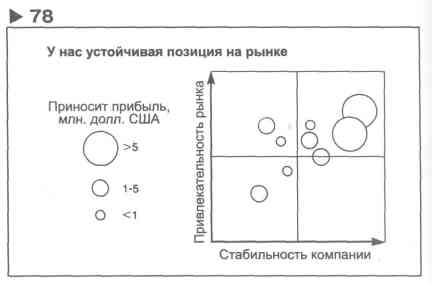 ▶ 78
У нас устойчивая позиция на рынке
Приносит прибыль,
млн. долл. США
>5
1-5
<1
Привлекательность рынка
Стабильность компании